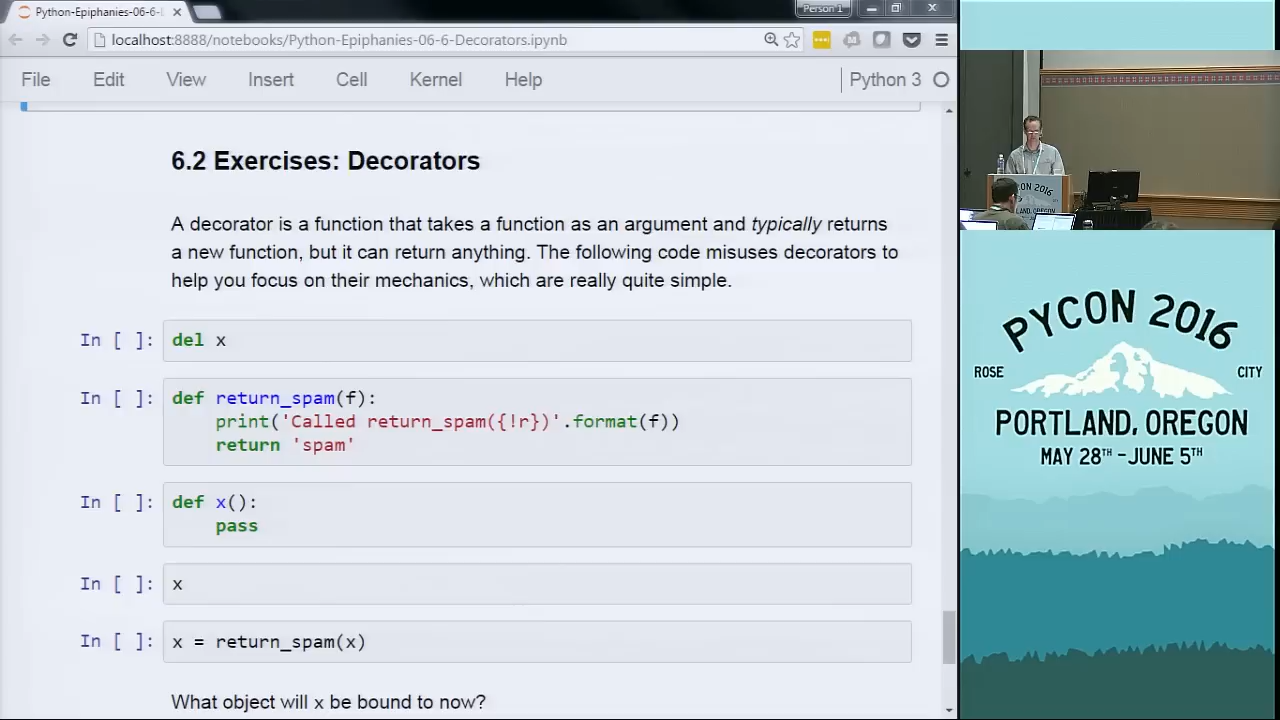 Python-Epiphanies-06-6-
Person 1
localhost:8888/notebooks/Python-Epiphanies-06-6-Decorators.ipynb
File Edit View Insert Cell Kernel Help Python 3
6.2 Exercises: Decorators
A decorator is a function that takes a function as an argument and typically returns
a new function, but it can return anything. The following code misuses decorators to
help you focus on their mechanics, which are really quite simple.
In [ ]: del x
In [ ]: def return_spam(f):
print('Called return_spam({!r})'.format(f))
return 'spam'
In [ ]: def x():
pass
In [ ]: x
In [ ]: x = return_spam(x)
What object will x be bound to now?
PYCON 2016
ROSE CITY
PORTLAND, OREGON
MAY 28TH - JUNE 5TH